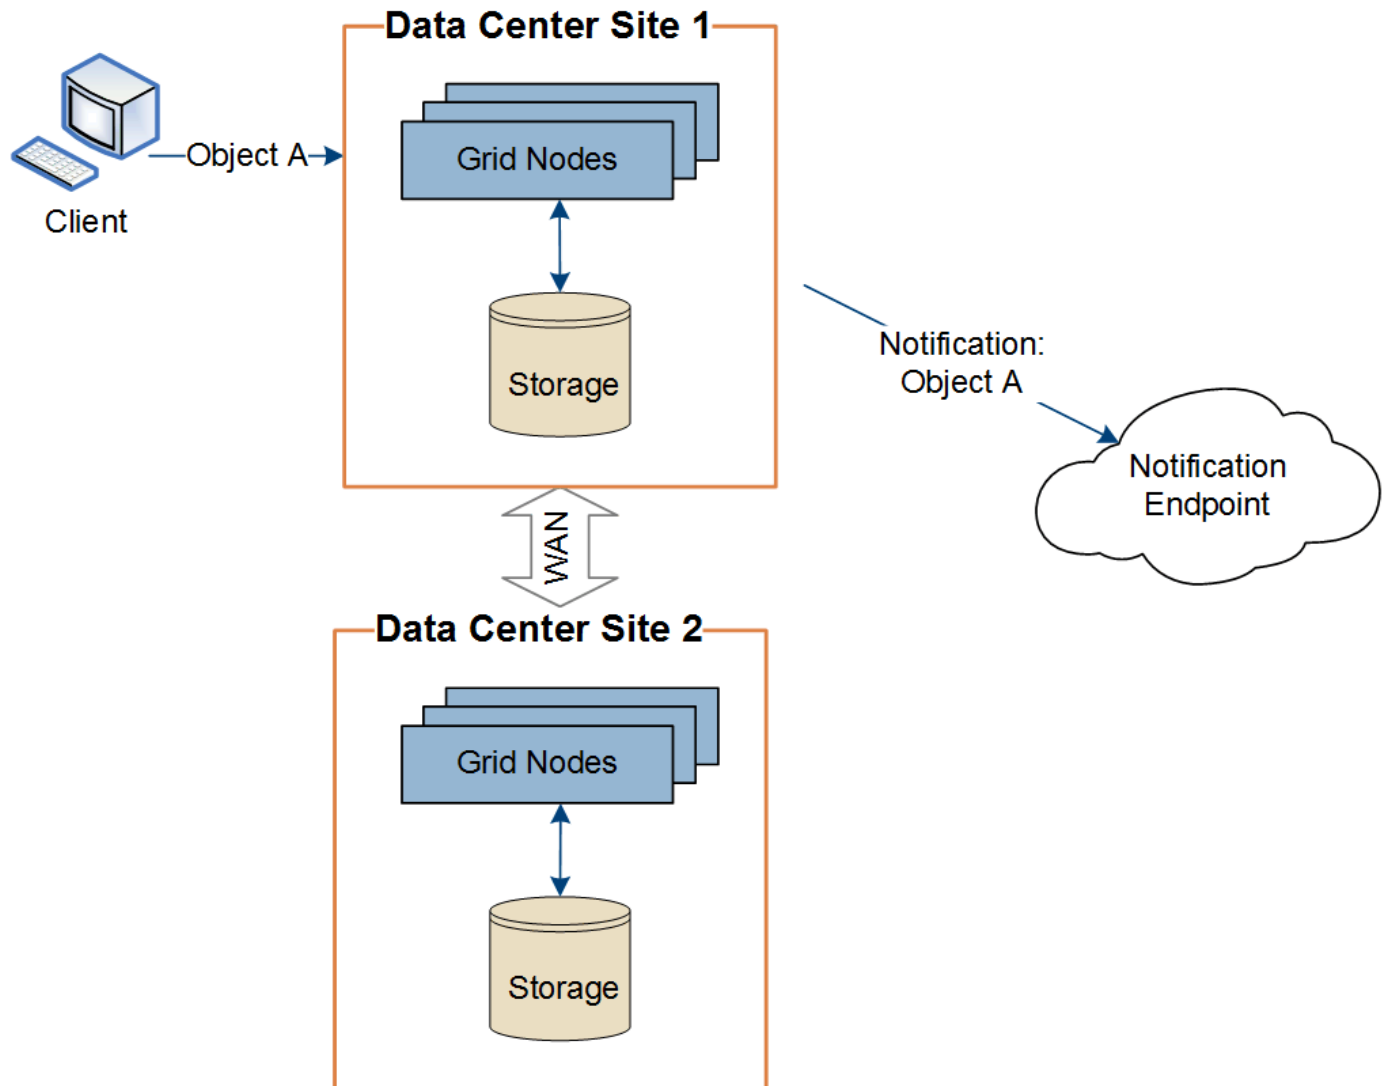 Data Center Site 1
Grid Nodes
Object A
Client
Storage
Notification:
Object A
Notification
Endpoint
WAN
Data Center Site 2
Grid Nodes
Storage